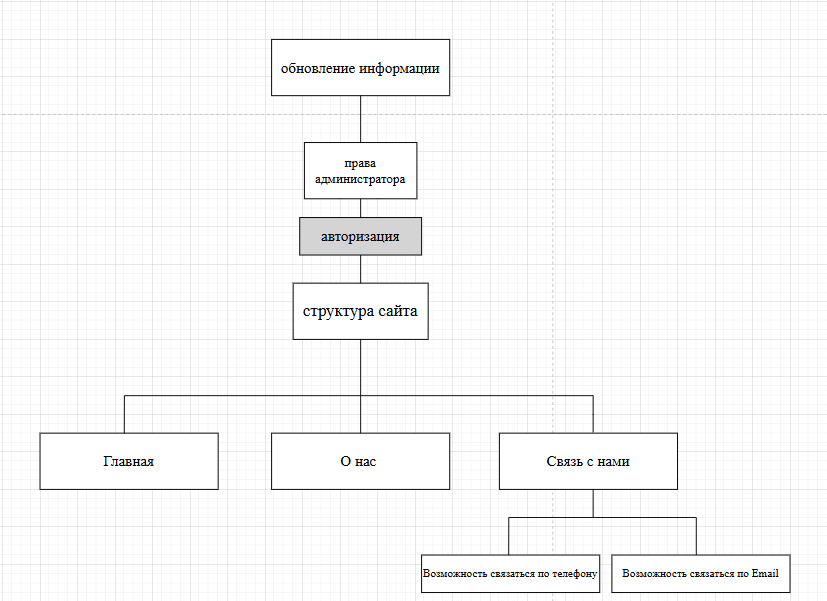 обновление информации
права
администратора
авторизация
структура сайта
Главная
О нас
Связь с нами
Возможность связаться по телефону
Возможность связаться по Email